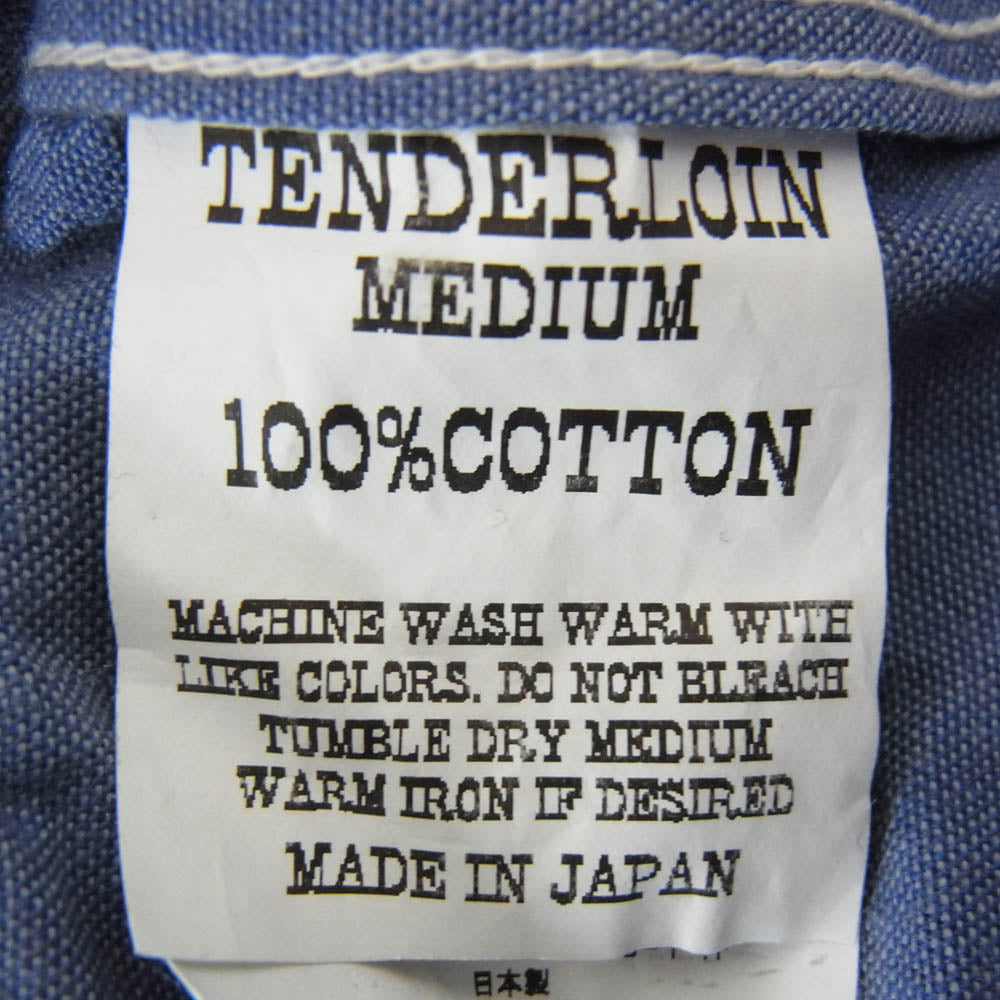 TENDERLOIN
MEDIUM
100%COTTON
MACHINE WASH WARM WITH
LIKE COLORS. DO NOT BLEACH
TUMBLE DRY MEDIUM
WARM IRON IF DESIRED
MADE IN JAPAN
日本製